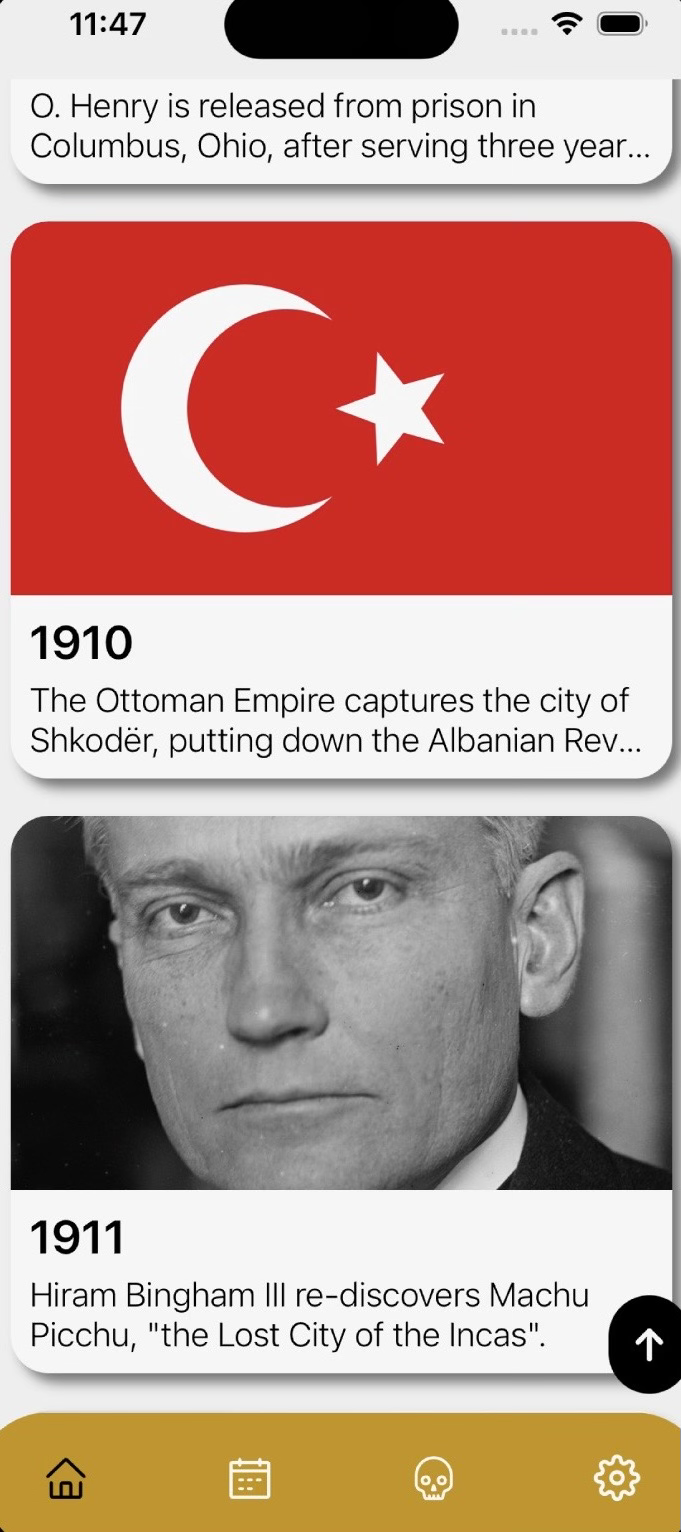 11:47
O. Henry is released from prison in
Columbus, Ohio, after serving three year...
1910
The Ottoman Empire captures the city of
Shkodër, putting down the Albanian Rev...
1911
Hiram Bingham III re-discovers Machu
Picchu, "the Lost City of the Incas".